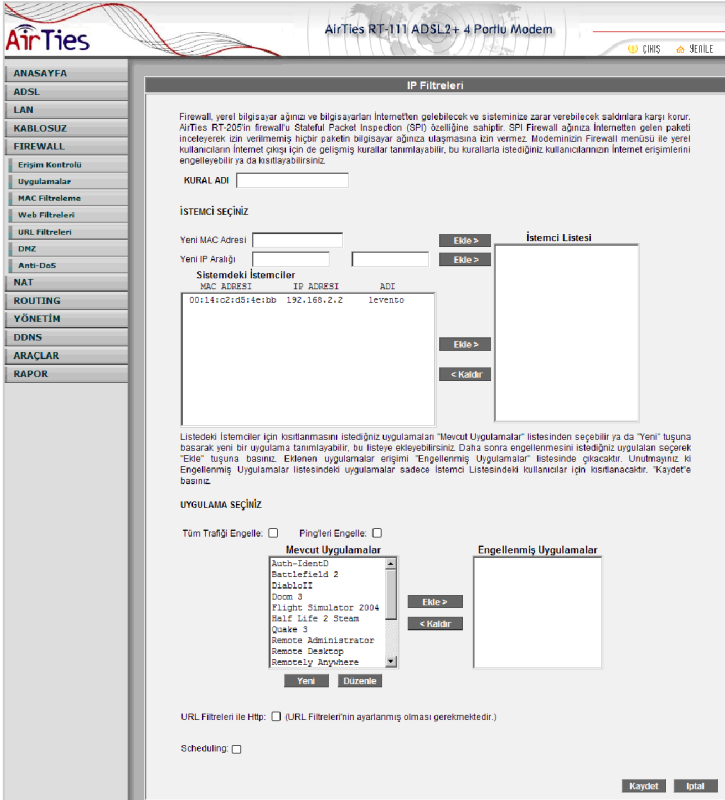 AirTies
AirTies RT-111 ADSL2+ 4 Portlu Modem
ÇIKIŞ YENİLE
ANASAYFA
ADSL
LAN
KABLOSUZ
FIREWALL
Erişim Kontrolü
Uygulamalar
MAC Filtreleme
Web Filtreleri
URL Filtreleri
DMZ
Anti-DoS
NAT
ROUTING
YÖNETİM
DDNS
ARAÇLAR
RAPOR
IP Filtreleri
Firewall, yerel bilgisayar ağınızı ve bilgisayarları İnternetten gelebilecek ve sisteminize zarar verebilecek saldırılara karşı korur.
AirTies RT-205'in firewall'u Stateful Packet Inspection (SPI) özelliğine sahiptir. SPI Firewall ağınıza İnternetten gelen paketi
inceleyerek izin verilmemiş hiçbir paketin bilgisayar ağınıza ulaşmasına izin vermez. Modeminizin Firewall menüsü ile yerel
kullanıcıların İnternet çıkışı için de gelişmiş kurallar tanımlayabilir, bu kurallarla istediğiniz kullanıcılarınızın İnternet erişimlerini
engelleyebilir ya da kısıtlayabilirsiniz.
KURAL ADI
İSTEMCİ SEÇİNİZ
Yeni MAC Adresi Ekle >
Yeni IP Aralığı Ekle >
İstemci Listesi
Sistemdeki İstemciler
MAC ADRESI IP ADRESI ADI
00:14:c2:d5:4e:bb 192.168.2.2 levento
Ekle >
< Kaldır
Listedeki İstemciler için kısıtlanmasını istediğiniz uygulamaları "Mevcut Uygulamalar" listesinden seçebilir ya da "Yeni" tuşuna
basarak yeni bir uygulama tanımlayabilir, bu listeye ekleyebilirsiniz. Daha sonra engellenmesini istediğiniz uygulaları seçerek
"Ekle" tuşuna basınız. Eklenen uygulamalar erişimi "Engellenmiş Uygulamalar" listesinde çıkacaktır. Unutmayınız ki
Engellenmiş Uygulamalar listesindeki uygulamalar sadece İstemci Listesindeki kullanıcılar için kısıtlanacaktır. "Kaydet"e
basınız.
UYGULAMA SEÇİNİZ
Tüm Trafiği Engelle: Ping'leri Engelle:
Mevcut Uygulamalar
Engellenmiş Uygulamalar
Auth-IdentD
Battlefield 2
DiabloII
Doom 3
Flight Simulator 2004
Half Life 2 Steam
Quake 3
Remote Administrator
Remote Desktop
Remotely Anywhere
Ekle >
< Kaldır
Yeni Düzenle
URL Filtreleri ile Http: (URL Filtreleri'nin ayarlanmış olması gerekmektedir.)
Scheduling:
Kaydet Iptal